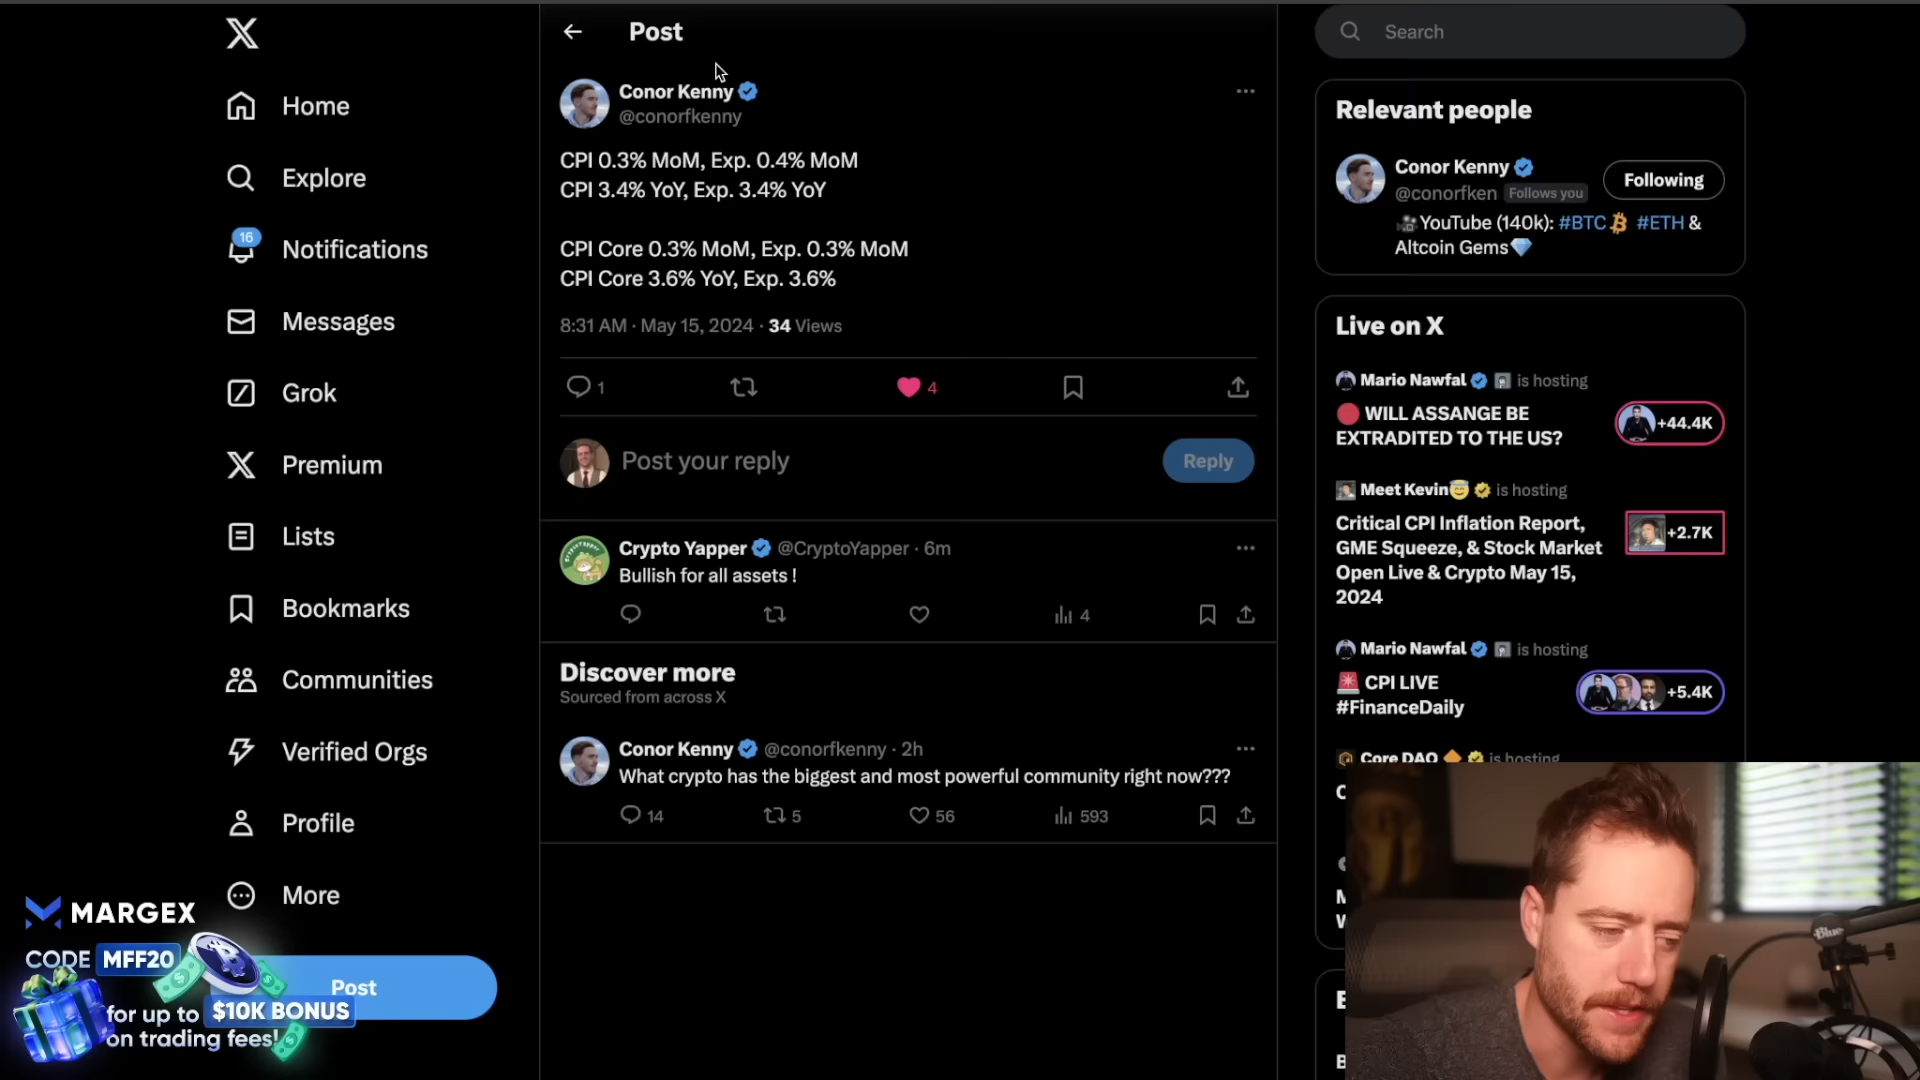 Home
Explore
16
Notifications
Messages
Grok
Premium
Lists
Bookmarks
Communities
Verified Orgs
Profile
More
Post
MARGEX
CODE MFF20
for up to $10K BONUS
on trading fees!
Post
Conor Kenny
@conorfkenny
CPI 0.3% MoM, Exp. 0.4% MoM
CPI 3.4% YoY, Exp. 3.4% YoY
CPI Core 0.3% MoM, Exp. 0.3% MoM
CPI Core 3.6% YoY, Exp. 3.6%
8:31 AM · May 15, 2024 · 34 Views
1
4
Post your reply
Reply
Crypto Yapper @CryptoYapper · 6m
Bullish for all assets !
4
Discover more
Sourced from across X
Conor Kenny @conorfkenny · 2h
What crypto has the biggest and most powerful community right now???
14
5
56
593
Search
Relevant people
Conor Kenny
@conorfken Follows you
Following
YouTube (140k): #BTC #ETH &
Altcoin Gems
Live on X
Mario Nawfal is hosting
WILL ASSANGE BE
EXTRADITED TO THE US?
+44.4K
Meet Kevin is hosting
Critical CPI Inflation Report,
GME Squeeze, & Stock Market
Open Live & Crypto May 15,
2024
+2.7K
Mario Nawfal is hosting
CPI LIVE
#FinanceDaily
+5.4K
Core DAO is hosting
Blue